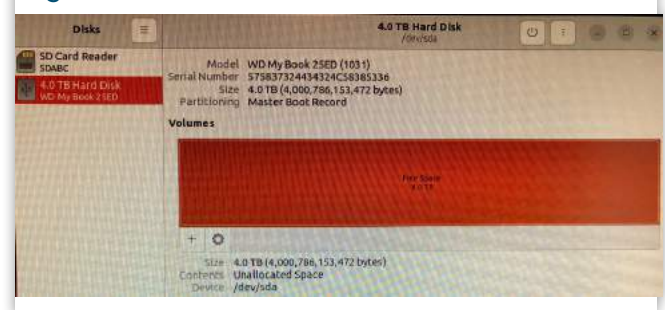 Disks
4.0 TB Hard Disk
/dev/sda
SD Card Reader
SDABC
4.0 TB Hard Disk
WD My Book 25ED
Model WD My Book 25ED (1031)
Serial Number 575837324434324C58385336
Size 4.0 TB (4,000,786,153,472 bytes)
Partitioning Master Boot Record
Volumes
Free Space
4.0 TB
Size 4.0 TB (4,000,786,153,472 bytes)
Contents Unallocated Space
Device /dev/sda